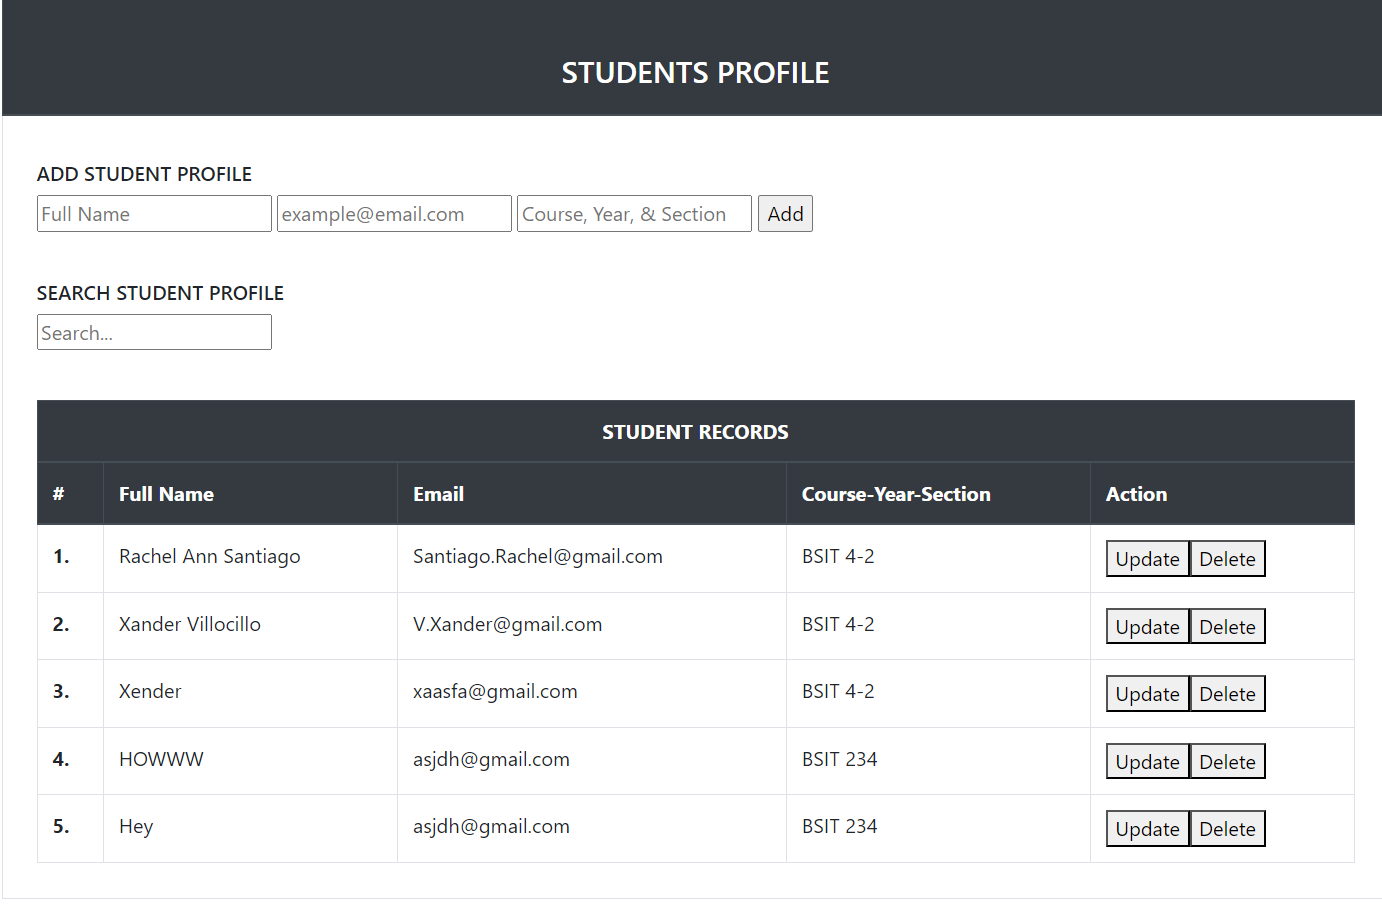 STUDENTS PROFILE
ADD STUDENT PROFILE
Full Name example@email.com Course, Year, & Section Add
SEARCH STUDENT PROFILE
Search...
STUDENT RECORDS
# Full Name Email Course-Year-Section Action
1. Rachel Ann Santiago Santiago.Rachel@gmail.com BSIT 4-2 Update Delete
2. Xander Villocillo V.Xander@gmail.com BSIT 4-2 Update Delete
3. Xender xaasfa@gmail.com BSIT 4-2 Update Delete
4. HOWWW asjdh@gmail.com BSIT 234 Update Delete
5. Hey asjdh@gmail.com BSIT 234 Update Delete